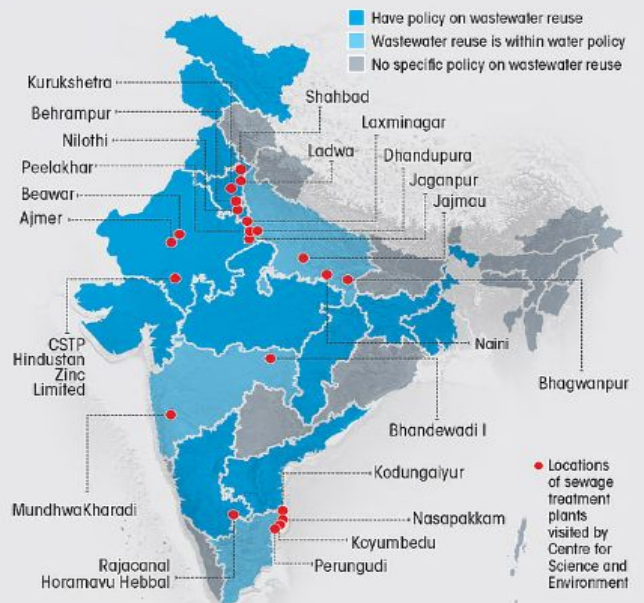 Have policy on wastewater reuse
Wastewater reuse is within water policy
No specific policy on wastewater reuse
Kurukshetra
Shahbad
Behrampur
Laxminagar
Nilothi
Ladwa
Peelakhar
Dhandupura
Beawar
Jaganpur
Ajmer
Jajmau
CSTP
Hindustan
Zinc
Limited
Naini
Bhagwanpur
Bhandewadi I
Kodungaiyur
MundhwaKharadi
Nasapakkam
Koyumbedu
Rajacanal
Horamavu Hebbal
Perungudi
Locations
of sewage
treatment
plants
visited by
Centre for
Science and
Environment